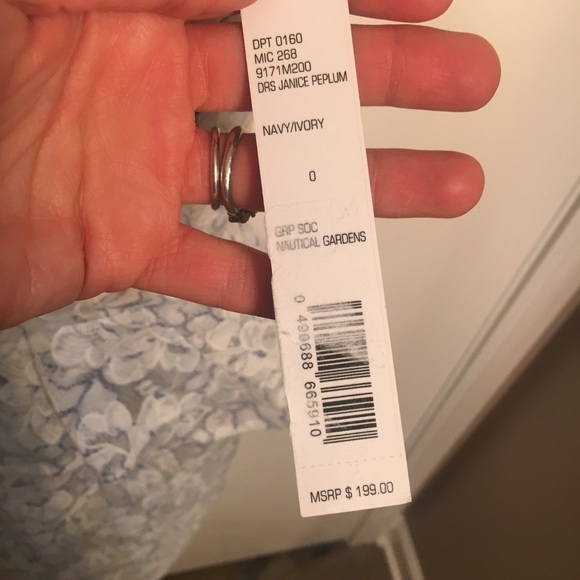 DPT 0160
MIC 268
9171M200
DRS JANICE PEPLUM
NAVY/IVORY
0
GRP SOC
NAUTICAL GARDENS
0 490688 665910
MSRP $ 199.00